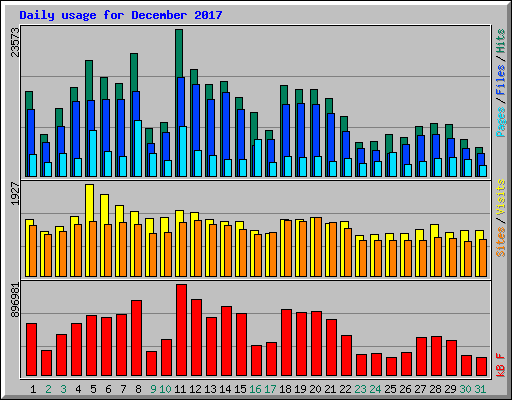 Daily usage for December 2017
23573
Pages / Files / Hits
1927
Sites / Visits
896981
kB F
1 2 3 4 5 6 7 8 9 10 11 12 13 14 15 16 17 18 19 20 21 22 23 24 25 26 27 28 29 30 31